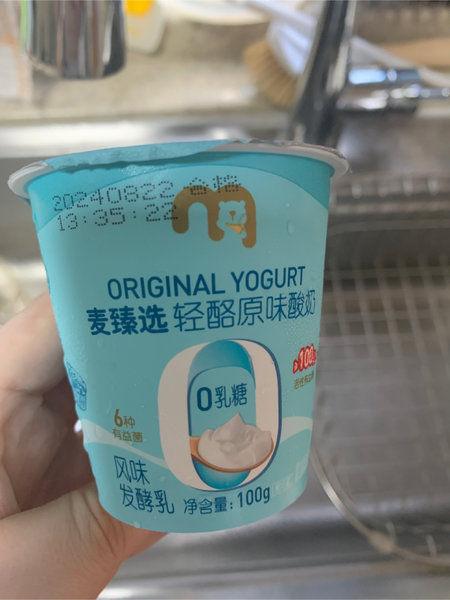 20240822 合格
13:35:22
ORIGINAL YOGURT
麦臻选 轻酪原味酸奶
0乳糖
6种
有益菌
风味
发酵乳 净含量:100g